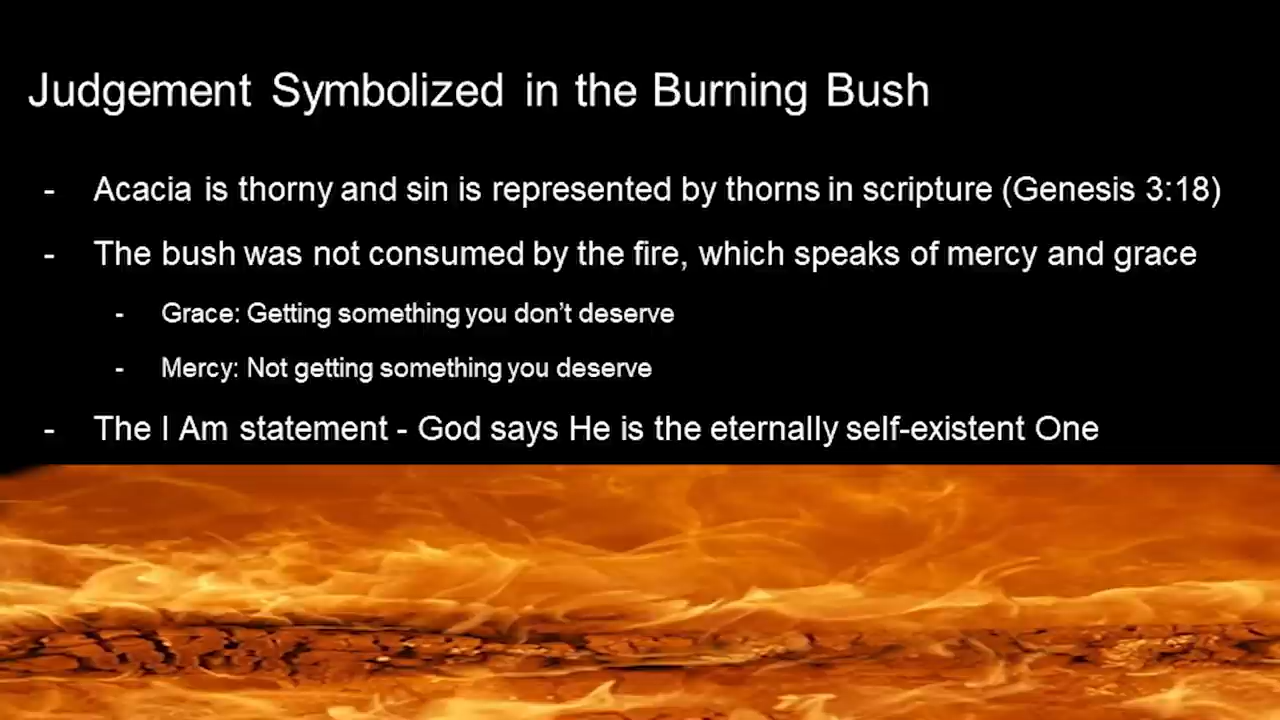 Judgement Symbolized in the Burning Bush
- Acacia is thorny and sin is represented by thorns in scripture (Genesis 3:18)
- The bush was not consumed by the fire, which speaks of mercy and grace
- Grace: Getting something you don’t deserve
- Mercy: Not getting something you deserve
- The I Am statement - God says He is the eternally self-existent One